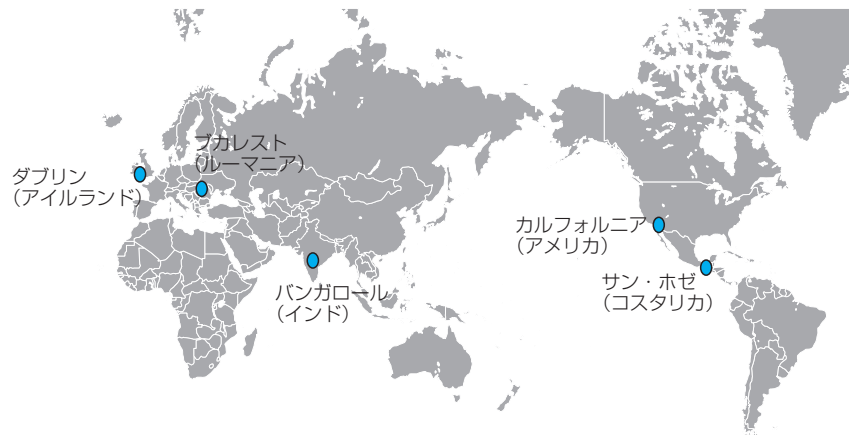 ブカレスト
(ルーマニア)
ダブリン
(アイルランド)
カルフォルニア
(アメリカ)
サン・ホゼ
(コスタリカ)
バンガロール
(インド)